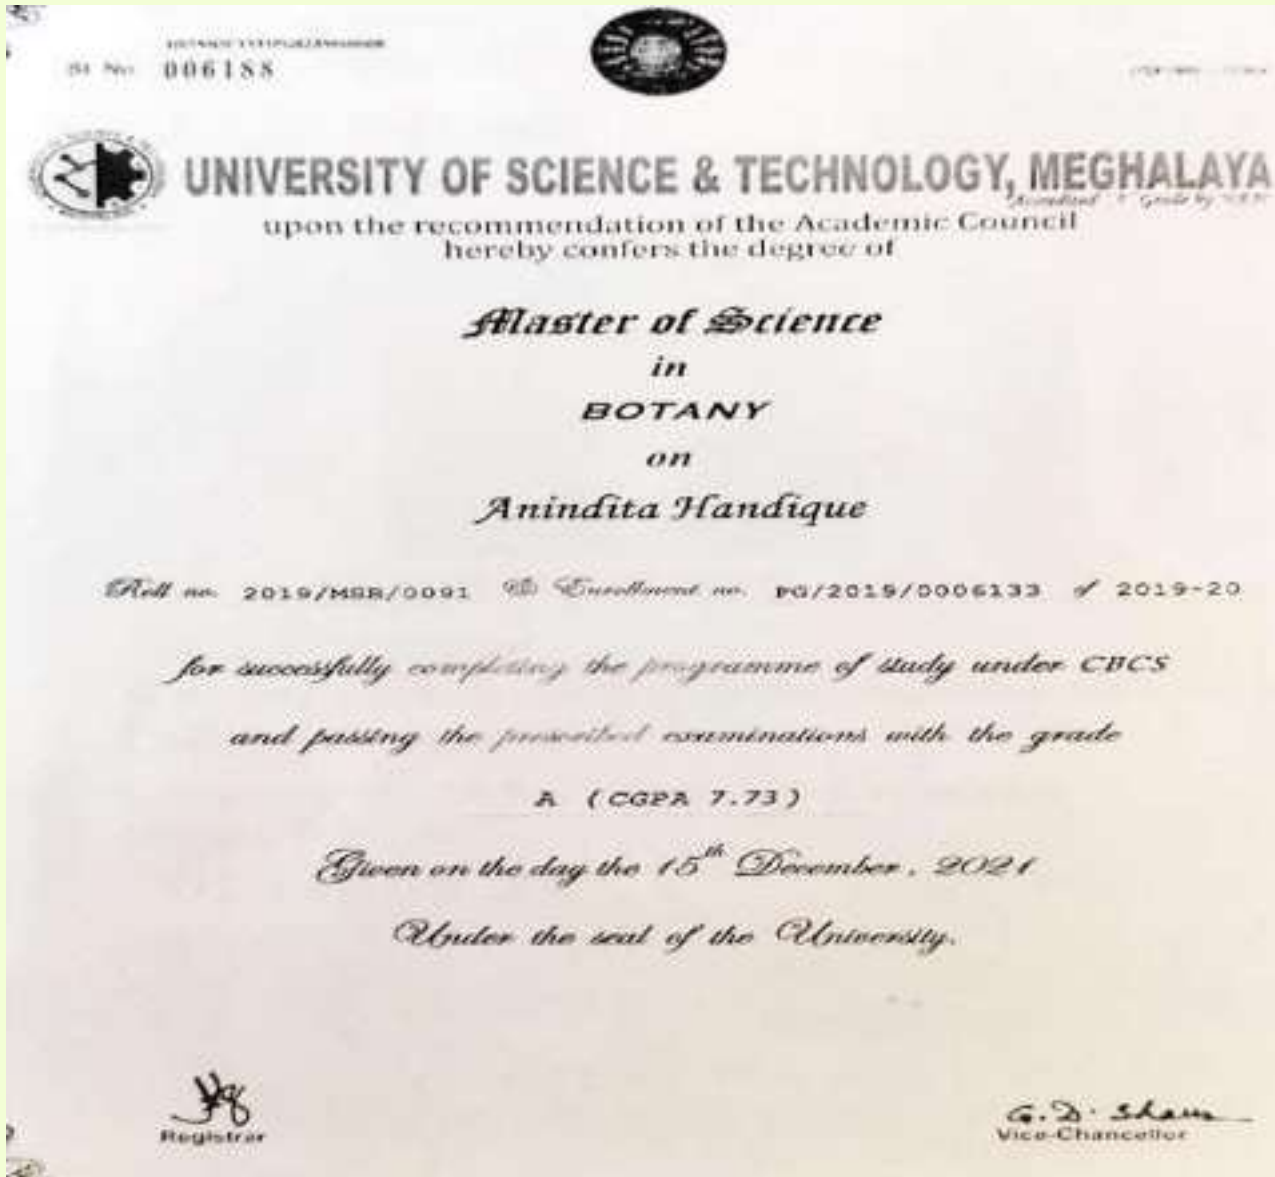 Sl No. 006188
UNIVERSITY OF SCIENCE & TECHNOLOGY, MEGHALAYA
upon the recommendation of the Academic Council
hereby confers the degree of
Master of Science
in
BOTANY
on
Anindita Handique
Roll no. 2019/MSB/0091 & Enrollment no. PG/2019/0006133 of 2019-20
for successfully completing the programme of study under CBCS
and passing the prescribed examinations with the grade
A (CGPA 7.73)
Given on the day the 15th December, 2021
Under the seal of the University.
Registrar
G. D. Sharma
Vice-Chancellor